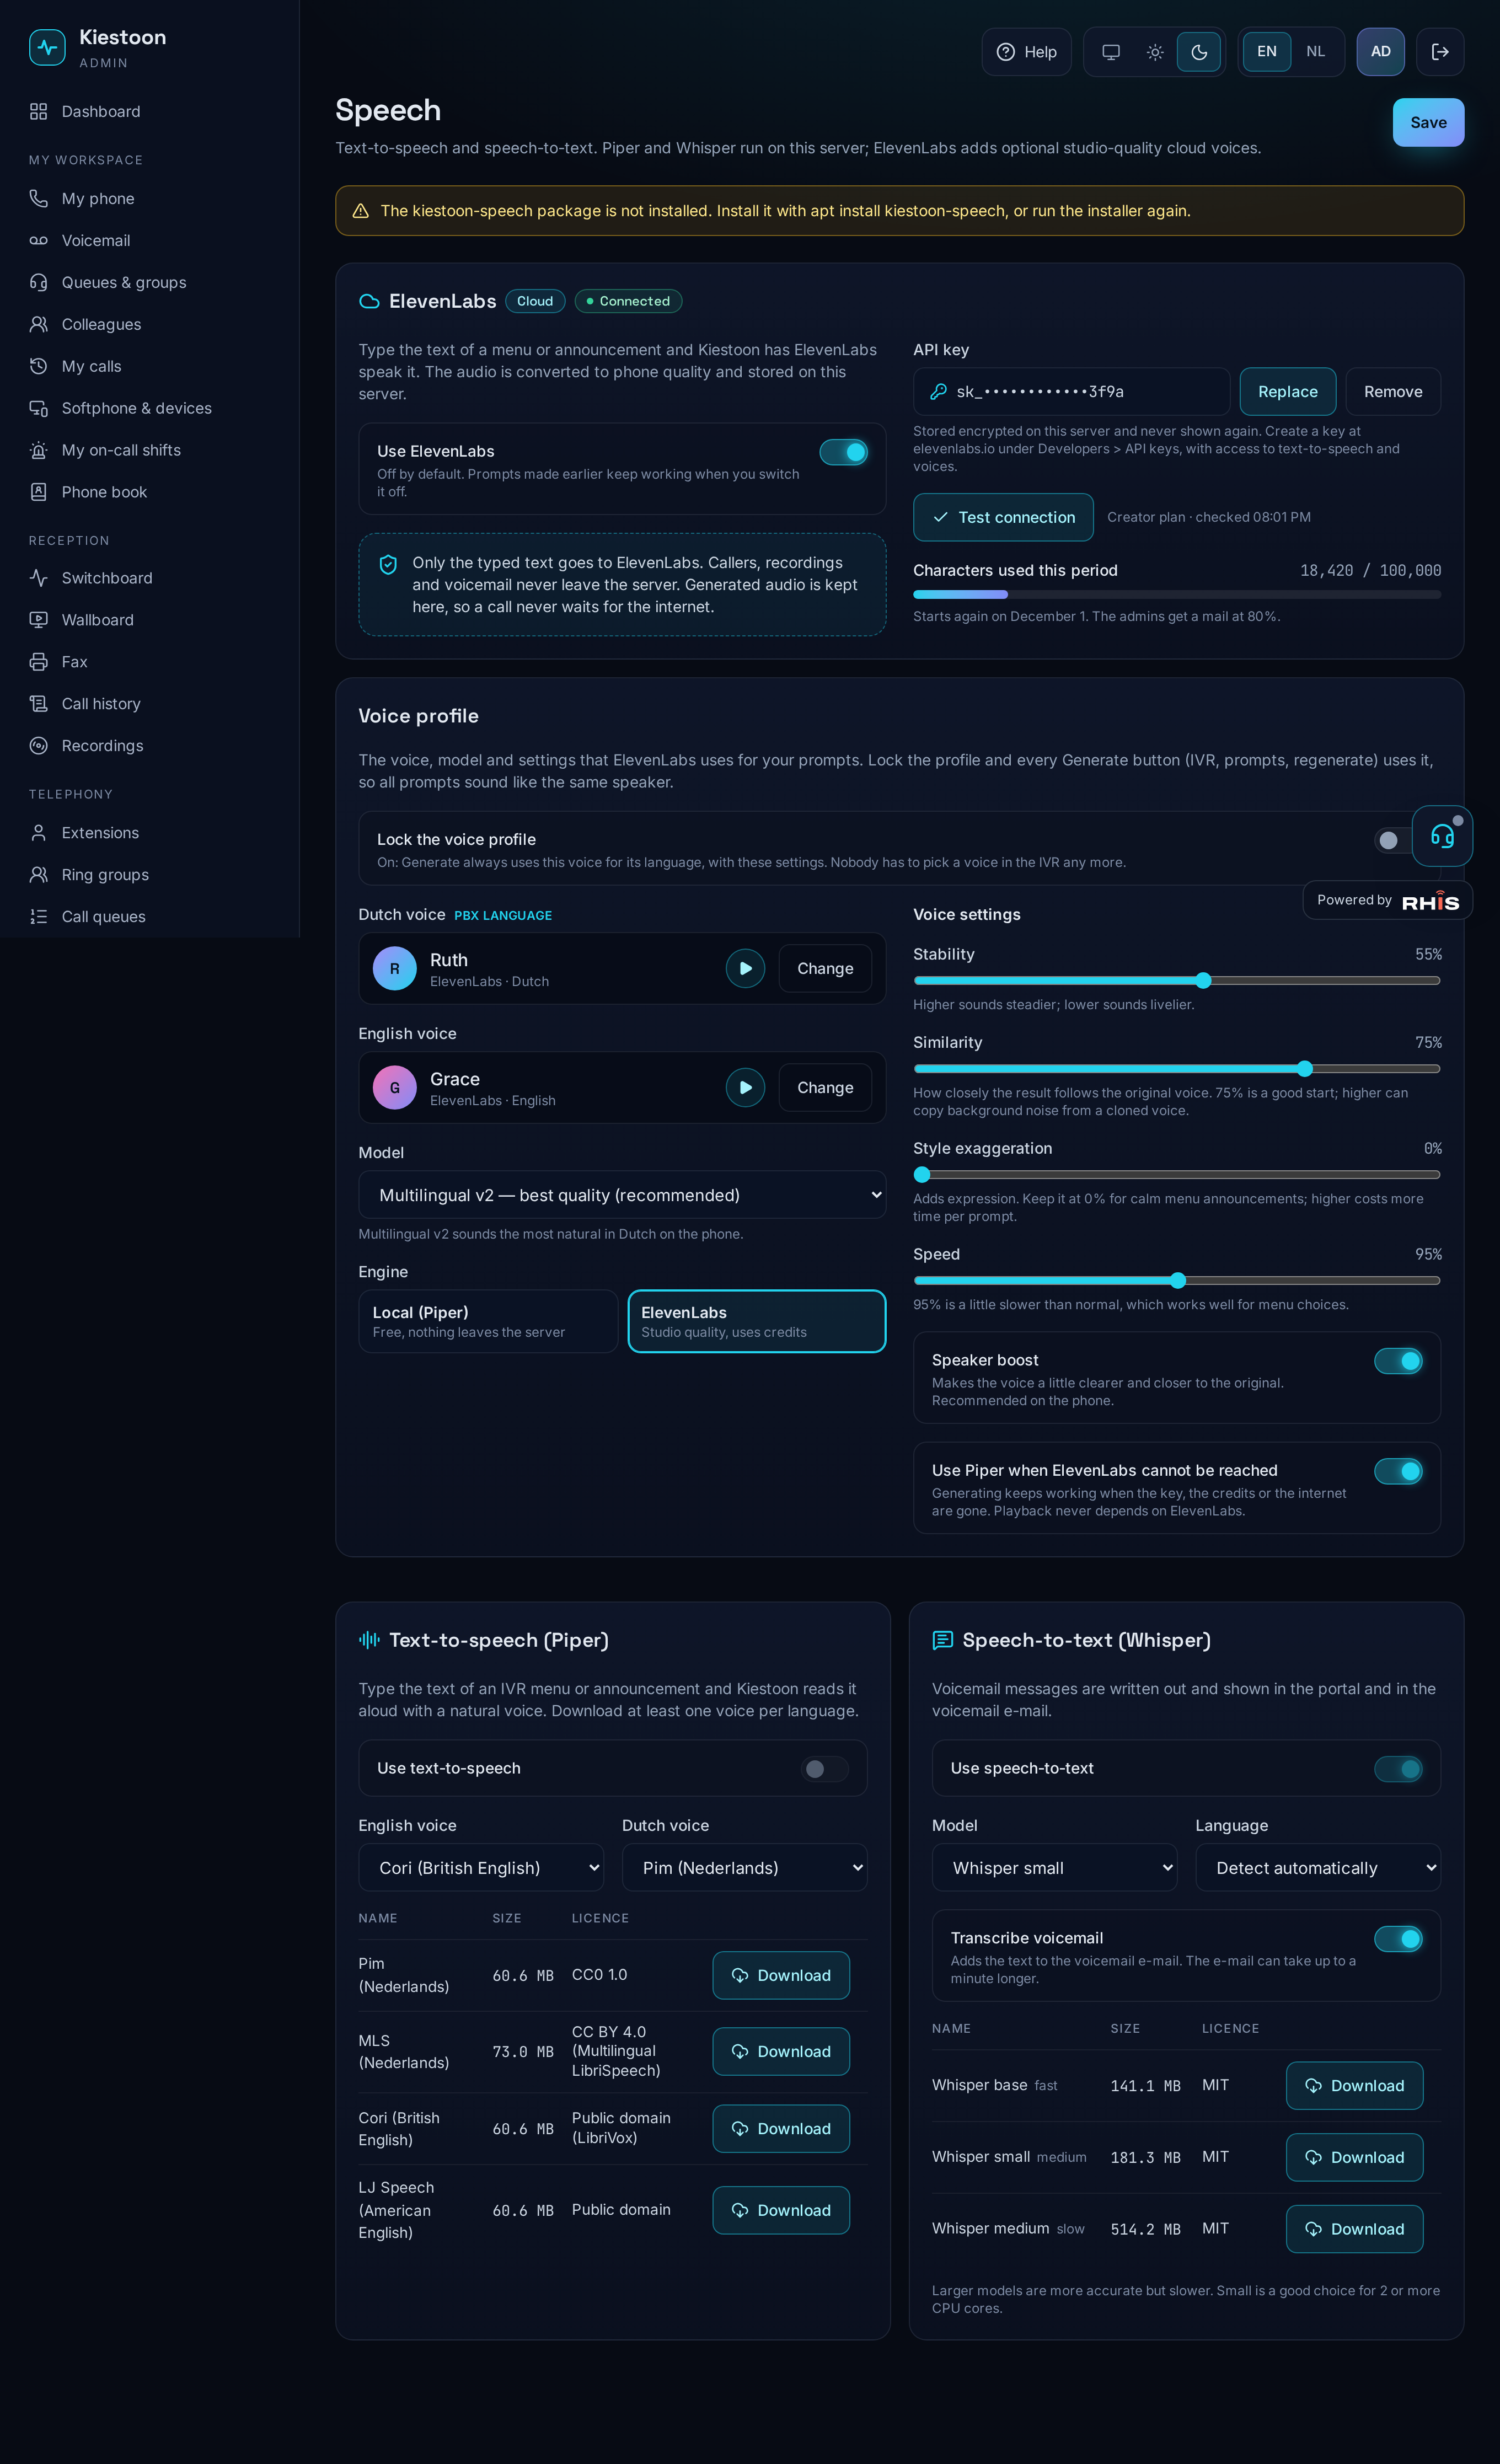 Kiestoon
ADMIN
Dashboard
MY WORKSPACE
My phone
Voicemail
Queues & groups
Colleagues
My calls
Softphone & devices
My on-call shifts
Phone book
RECEPTION
Switchboard
Wallboard
Fax
Call history
Recordings
TELEPHONY
Extensions
Ring groups
Call queues
Help
EN
NL
AD
Speech
Save
Text-to-speech and speech-to-text. Piper and Whisper run on this server; ElevenLabs adds optional studio-quality cloud voices.
The kiestoon-speech package is not installed. Install it with apt install kiestoon-speech, or run the installer again.
ElevenLabs
Cloud
Connected
Type the text of a menu or announcement and Kiestoon has ElevenLabs
speak it. The audio is converted to phone quality and stored on this
server.
Use ElevenLabs
Off by default. Prompts made earlier keep working when you switch
it off.
Only the typed text goes to ElevenLabs. Callers, recordings
and voicemail never leave the server. Generated audio is kept
here, so a call never waits for the internet.
API key
sk_••••••••••••3f9a
Replace
Remove
Stored encrypted on this server and never shown again. Create a key at
elevenlabs.io under Developers > API keys, with access to text-to-speech and
voices.
Test connection
Creator plan · checked 08:01 PM
Characters used this period
18,420 / 100,000
Starts again on December 1. The admins get a mail at 80%.
Voice profile
The voice, model and settings that ElevenLabs uses for your prompts. Lock the profile and every Generate button (IVR, prompts, regenerate) uses it,
so all prompts sound like the same speaker.
Lock the voice profile
On: Generate always uses this voice for its language, with these settings. Nobody has to pick a voice in the IVR any more.
Powered by RHIS
Dutch voice PBX LANGUAGE
R
Ruth
ElevenLabs · Dutch
Change
English voice
G
Grace
ElevenLabs · English
Change
Model
Multilingual v2 — best quality (recommended)
Multilingual v2 sounds the most natural in Dutch on the phone.
Engine
Local (Piper)
Free, nothing leaves the server
ElevenLabs
Studio quality, uses credits
Voice settings
Stability
55%
Higher sounds steadier; lower sounds livelier.
Similarity
75%
How closely the result follows the original voice. 75% is a good start; higher can
copy background noise from a cloned voice.
Style exaggeration
0%
Adds expression. Keep it at 0% for calm menu announcements; higher costs more
time per prompt.
Speed
95%
95% is a little slower than normal, which works well for menu choices.
Speaker boost
Makes the voice a little clearer and closer to the original.
Recommended on the phone.
Use Piper when ElevenLabs cannot be reached
Generating keeps working when the key, the credits or the internet
are gone. Playback never depends on ElevenLabs.
Text-to-speech (Piper)
Type the text of an IVR menu or announcement and Kiestoon reads it
aloud with a natural voice. Download at least one voice per language.
Use text-to-speech
English voice
Dutch voice
Cori (British English)
Pim (Nederlands)
NAME SIZE LICENCE
Pim
(Nederlands)
60.6 MB
CC0 1.0
Download
MLS
(Nederlands)
73.0 MB
CC BY 4.0
(Multilingual
LibriSpeech)
Download
Cori (British
English)
60.6 MB
Public domain
(LibriVox)
Download
LJ Speech
(American
English)
60.6 MB
Public domain
Download
Speech-to-text (Whisper)
Voicemail messages are written out and shown in the portal and in the
voicemail e-mail.
Use speech-to-text
Model
Language
Whisper small
Detect automatically
Transcribe voicemail
Adds the text to the voicemail e-mail. The e-mail can take up to a
minute longer.
NAME SIZE LICENCE
Whisper base fast 141.1 MB MIT Download
Whisper small medium 181.3 MB MIT Download
Whisper medium slow 514.2 MB MIT Download
Larger models are more accurate but slower. Small is a good choice for 2 or more
CPU cores.